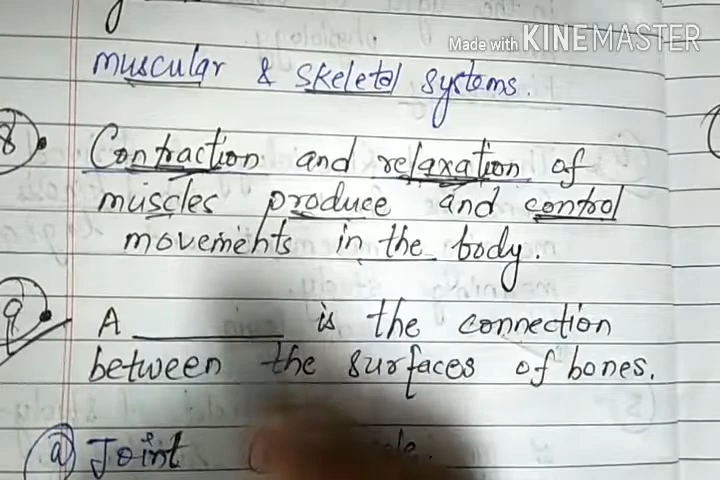 Made with KINEMASTER
muscular & skeletal systems.
8 Contraction and relaxation of
muscles produce and control
movements in the body.
9 A ________ is the connection
between the surfaces of bones.
(a) Joint